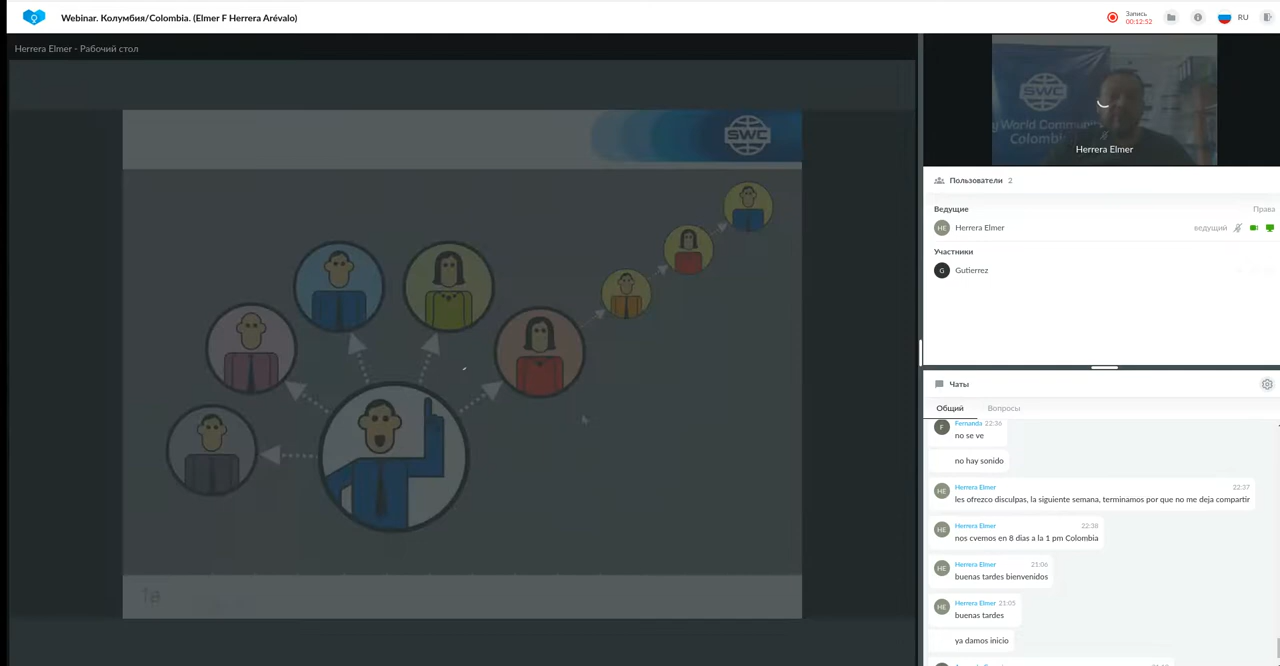 Webinar. Колумбия/Colombia. (Elmer F Herrera Arévalo)
Запись
00:12:52
RU
Herrera Elmer - Рабочий стол
SWC
SWC
y World Commun
Colombi
Herrera Elmer
Пользователи 2
Ведущие
Права
HE
Herrera Elmer
ведущий
Участники
G
Gutierrez
Чаты
Общий
Вопросы
F
Fernanda 22:36
no se ve
no hay sonido
HE
Herrera Elmer
22:37
les ofrezco disculpas, la siguiente semana, terminamos por que no me deja compartir
HE
Herrera Elmer
22:38
nos cvemos en 8 dias a la 1 pm Colombia
HE
Herrera Elmer
21:06
buenas tardes bienvenidos
HE
Herrera Elmer 21:05
buenas tardes
ya damos inicio